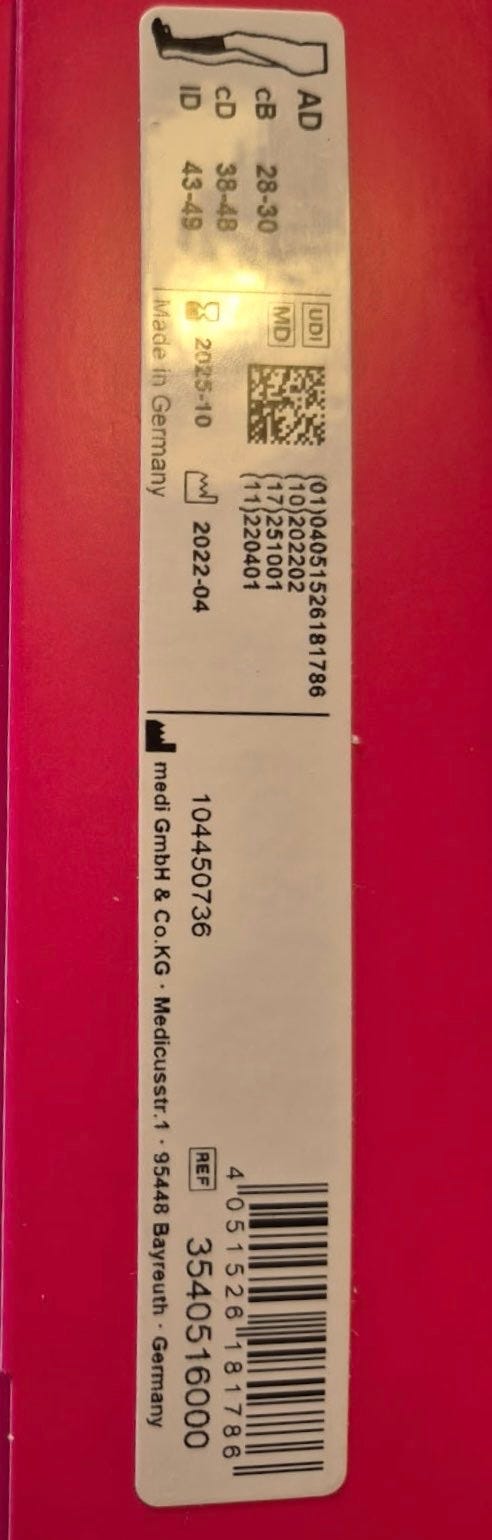 AD
cB 28-30
cD 38-48
lD 43-49
UDI
MD
(01)04051526181786
(10)202202
(17)251001
(11)220401
2025-10 2022-04
Made in Germany
4 051526 181786
104450736 REF 3540516000
medi GmbH & Co.KG · Medicusstr.1 · 95448 Bayreuth · Germany